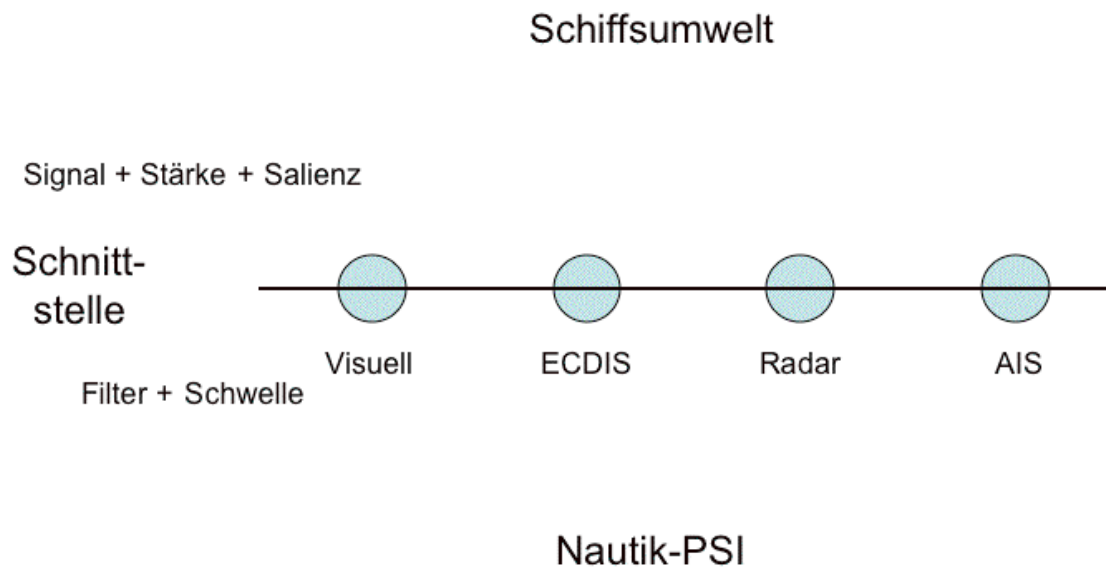 Schiffsumwelt
Signal + Stärke + Salienz
Schnitt-
stelle
Visuell
ECDIS
Radar
AIS
Filter + Schwelle
Nautik-PSI